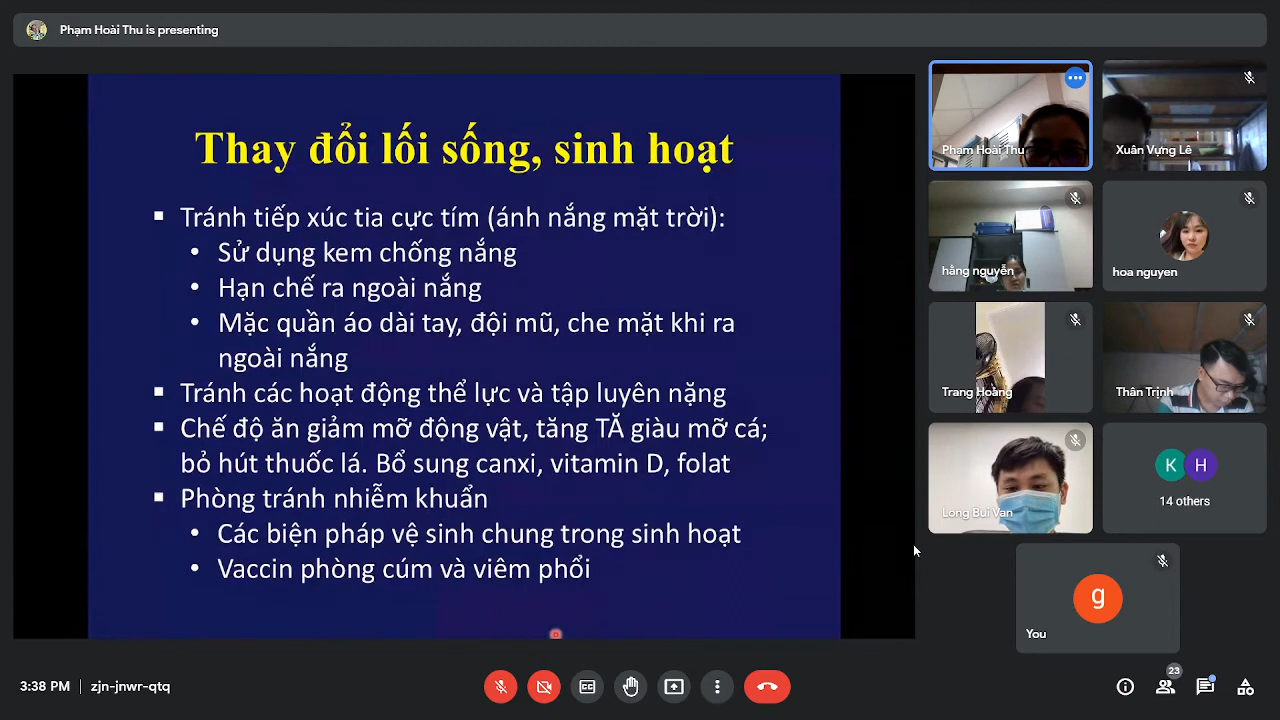 Phạm Hoài Thu is presenting
Thay đổi lối sống, sinh hoạt
▪ Tránh tiếp xúc tia cực tím (ánh nắng mặt trời):
• Sử dụng kem chống nắng
• Hạn chế ra ngoài nắng
• Mặc quần áo dài tay, đội mũ, che mặt khi ra
ngoài nắng
▪ Tránh các hoạt động thể lực và tập luyên nặng
▪ Chế độ ăn giảm mỡ động vật, tăng TĂ giàu mỡ cá;
bỏ hút thuốc lá. Bổ sung canxi, vitamin D, folat
▪ Phòng tránh nhiễm khuẩn
• Các biện pháp vệ sinh chung trong sinh hoạt
• Vaccin phòng cúm và viêm phổi
Phạm Hoài Thu
Xuân Vựng Lê
hằng nguyễn
hoa nguyen
Trang Hoàng
Thân Trịnh
Long Bui Van
K H
14 others
g
You
3:38 PM | zjn-jnwr-qtq
23